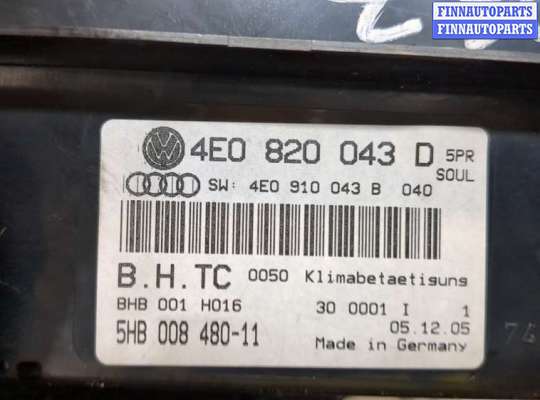 FINNAUTOPARTS
FINNAUTOPARTS
FINNAUTOPARTS
4E0 820 043 D 5PR
SOUL
SW: 4E0 910 043 B 040
B.H.TC 0050 Klimabetaetisuns
BHB 001 H016 30 0001 I 1
5HB 008 480-11 05.12.05
Made in Germany